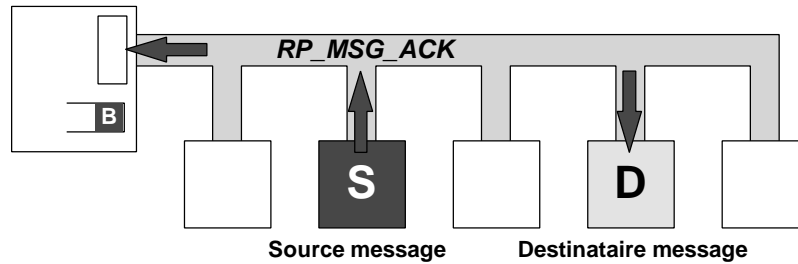 RP_MSG_ACK
B
S
D
Source message
Destinataire message